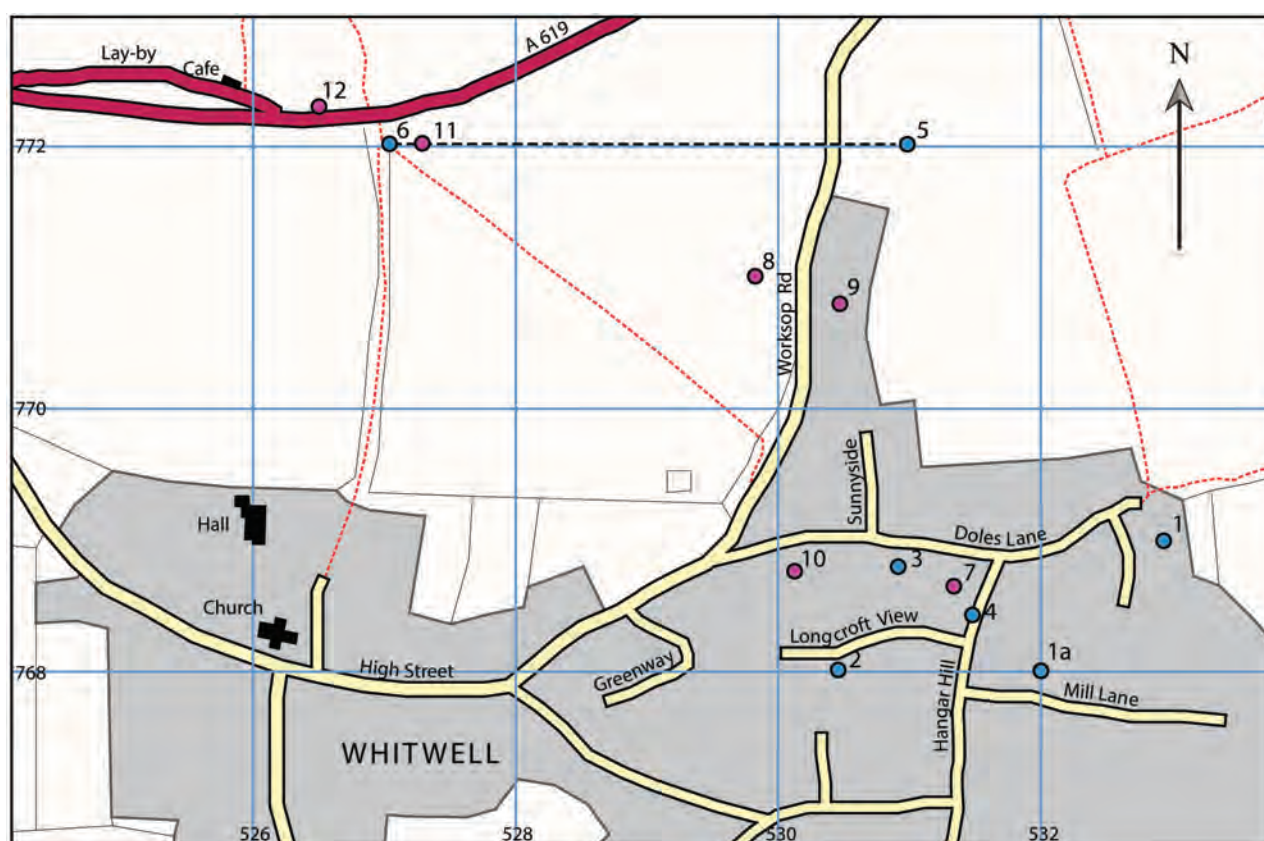 Lay-by
A 619
Cafe
N
12
6
11
5
772
8
Worksop Rd
9
770
Sunnyside
Hall
Doles Lane
1
10
3
7
Church
4
Longcroft View
High Street
Greenway
2
1a
768
Hangar Hill
Mill Lane
WHITWELL
526
528
530
532